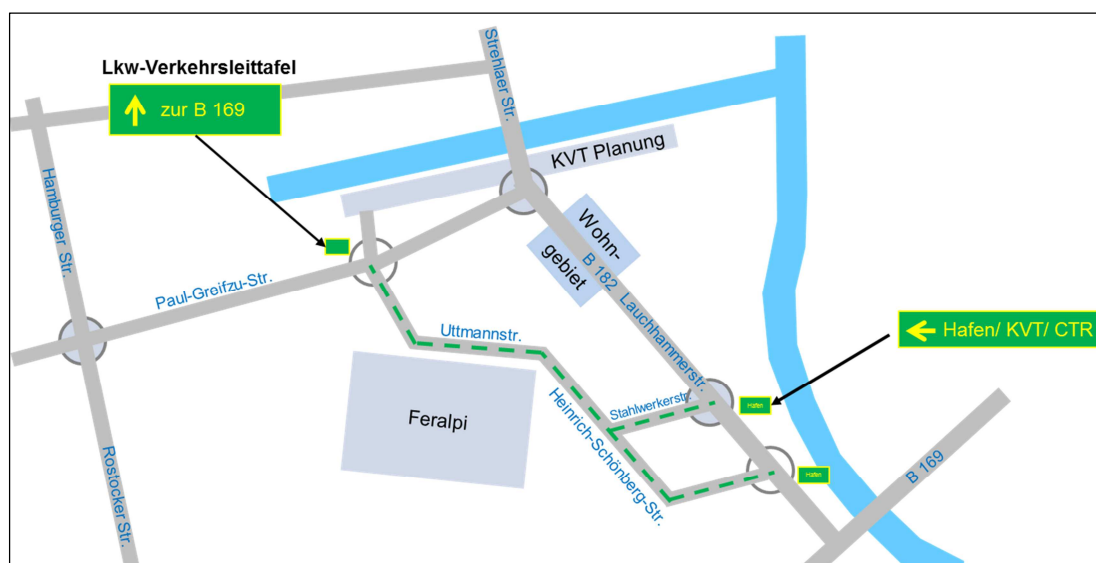 Lkw-Verkehrsleittafel
zur B 169
Strehlaer Str.
KVT Planung
Hamburger Str.
Wohn-
gebiet
B 182
Lauchhammerstr.
Paul-Greifzu-Str.
Uttmannstr.
Hafen/ KVT/ CTR
Feralpi
Stahlwerkerstr.
Hafen
Heinrich-Schönberg-Str.
Hafen
B 169
Rostocker Str.